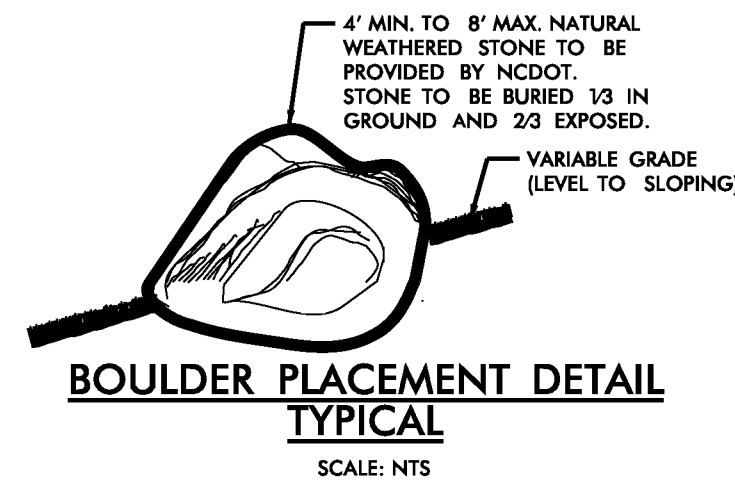 4' MIN. TO 8' MAX. NATURAL
WEATHERED STONE TO BE
PROVIDED BY NCDOT.
STONE TO BE BURIED 1/3 IN
GROUND AND 2/3 EXPOSED.
VARIABLE GRADE
(LEVEL TO SLOPING)
BOULDER PLACEMENT DETAIL
TYPICAL
SCALE: NTS